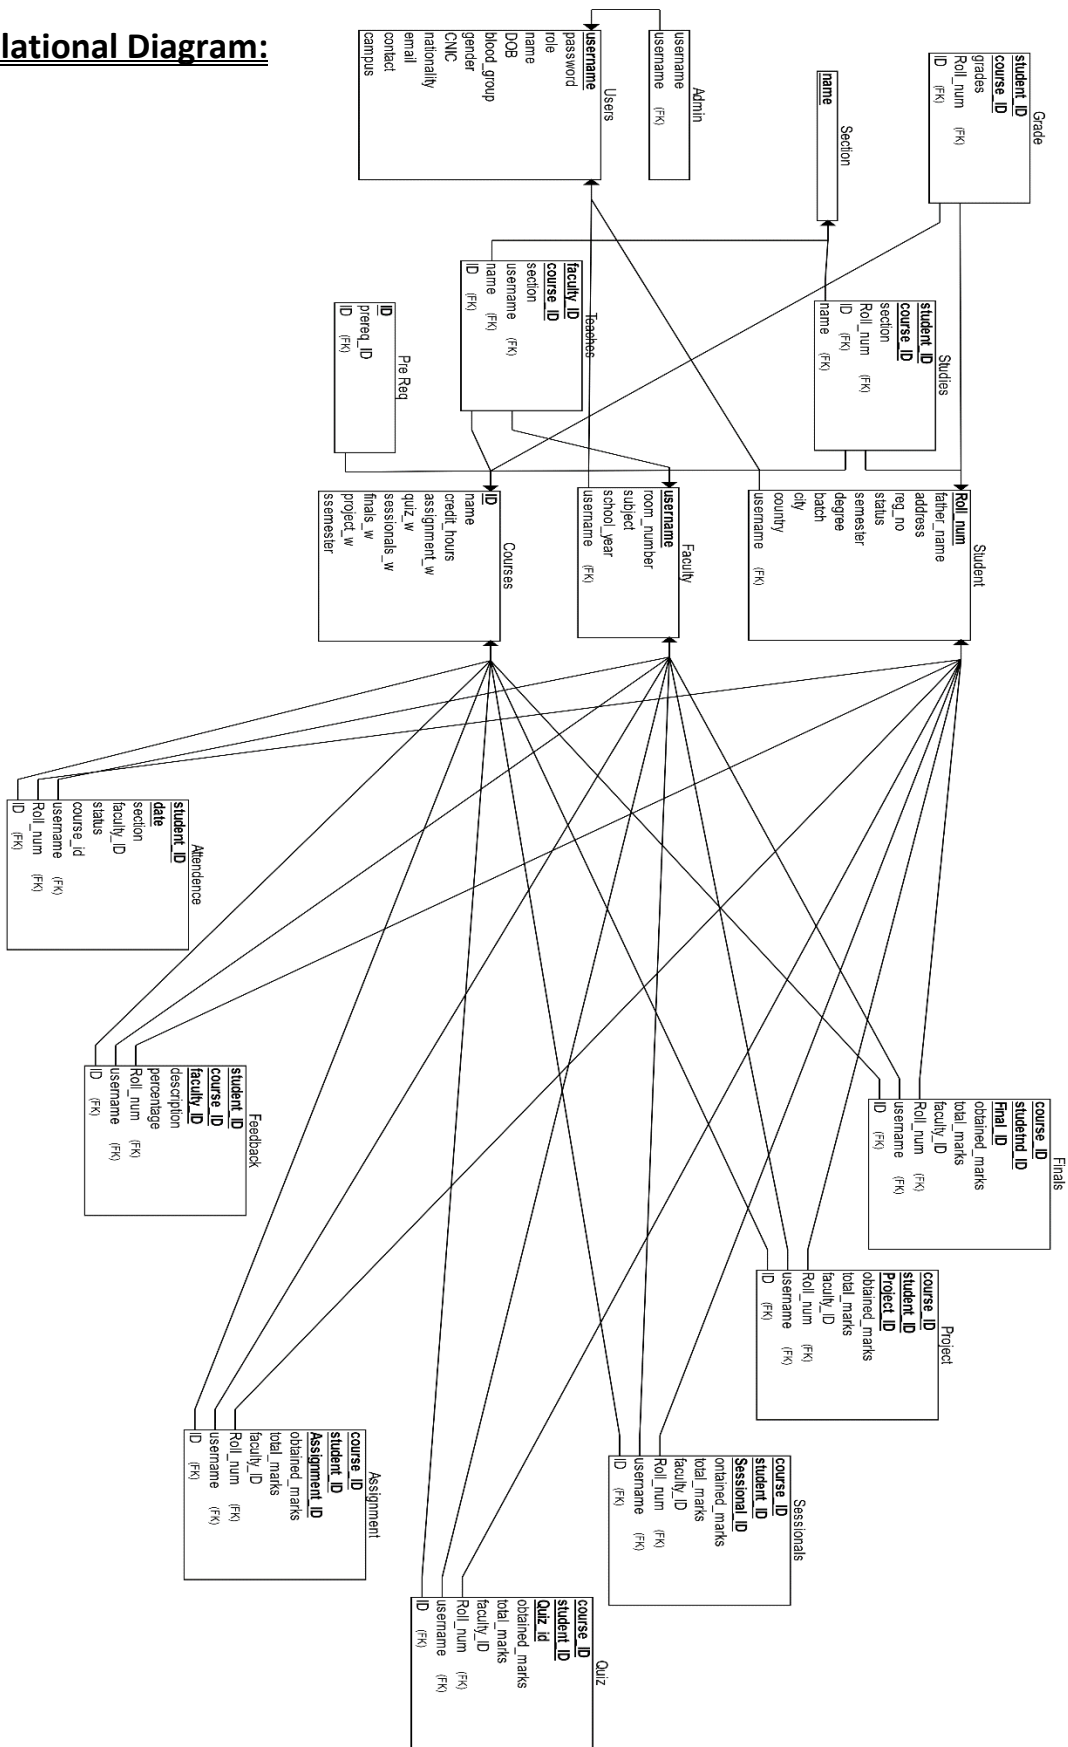 lational Diagram:
Grade
student_ID
course_ID
grades
Roll_num (FK)
ID (FK)
Section
name
Admin
username
username (FK)
Users
username
password
role
name
DOB
blood_group
gender
CNIC
nationality
email
contact
campus
Studies
student_ID
course_ID
section
Roll_num (FK)
ID (FK)
name (FK)
Teaches
faculty_ID
course_ID
section
username (FK)
name (FK)
ID (FK)
Pre Req
ID
prereq_ID
ID (FK)
Student
Roll_num
father_name
address
reg_no
status
semester
degree
batch
city
country
username (FK)
Faculty
username
room_number
subject
school_year
username (FK)
Courses
ID
name
credit_hours
assignment_w
quiz_w
sessionals_w
finals_w
project_w
ssemester
Attendence
student_ID
date
section
faculty_ID
status
course_id
username (FK)
Roll_num (FK)
ID (FK)
Feedback
student_ID
course_ID
faculty_ID
description
percentage
Roll_num (FK)
username (FK)
ID (FK)
Finals
course_ID
studetnd_ID
Final_ID
obtained_marks
total_marks
faculty_ID
Roll_num (FK)
username (FK)
ID (FK)
Project
course_ID
student_ID
Project_ID
obtained_marks
total_marks
faculty_ID
Roll_num (FK)
username (FK)
ID (FK)
Assignment
course_ID
student_ID
Assignment_ID
obtained_marks
total_marks
faculty_ID
Roll_num (FK)
username (FK)
ID (FK)
Sessionals
course_ID
student_ID
Sessional_ID
ontained_marks
total_marks
faculty_ID
Roll_num (FK)
username (FK)
ID (FK)
Quiz
course_ID
student_ID
Quiz_id
obtained_marks
total_marks
faculty_ID
Roll_num (FK)
username (FK)
ID (FK)